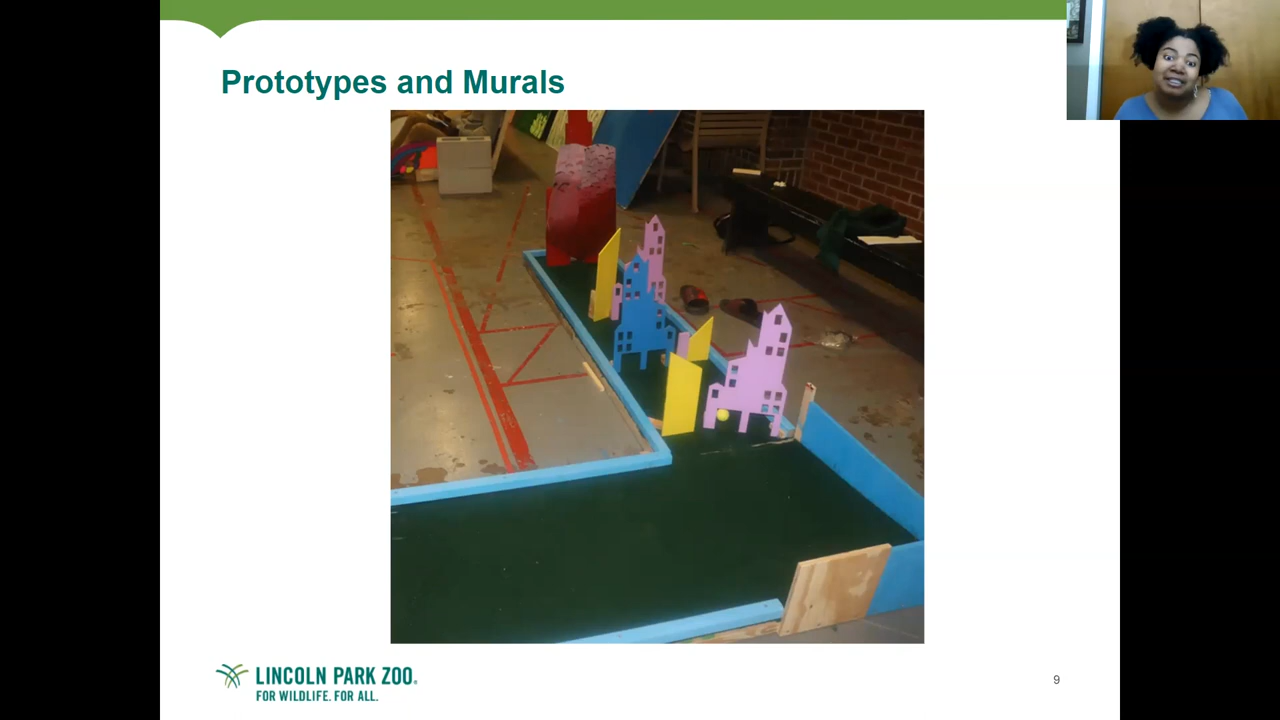 Prototypes and Murals
LINCOLN PARK ZOO.
FOR WILDLIFE. FOR ALL.
9